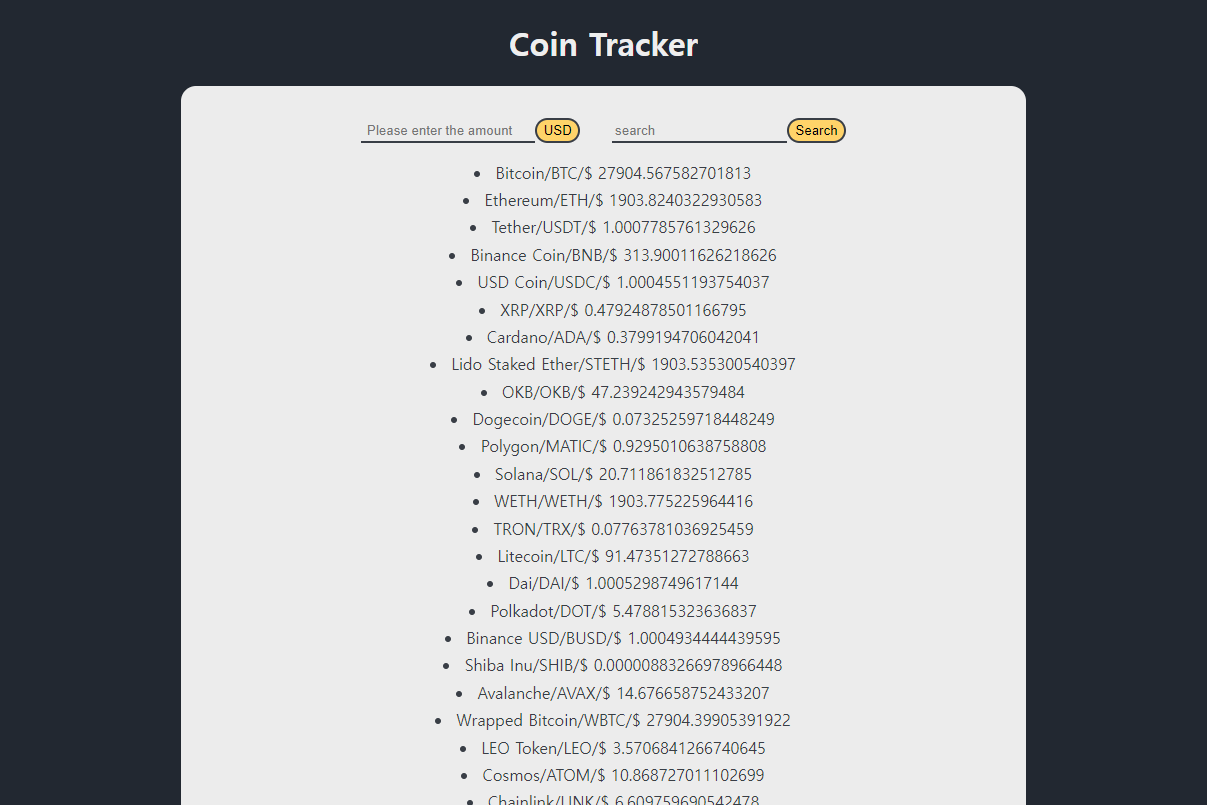 Coin Tracker
Please enter the amount USD search Search
Bitcoin/BTC/$ 27904.567582701813
Ethereum/ETH/$ 1903.8240322930583
Tether/USDT/$ 1.0007785761329626
Binance Coin/BNB/$ 313.90011626218626
USD Coin/USDC/$ 1.0004551193754037
XRP/XRP/$ 0.47924878501166795
Cardano/ADA/$ 0.3799194706042041
Lido Staked Ether/STETH/$ 1903.535300540397
OKB/OKB/$ 47.239242943579484
Dogecoin/DOGE/$ 0.07325259718448249
Polygon/MATIC/$ 0.9295010638758808
Solana/SOL/$ 20.711861832512785
WETH/WETH/$ 1903.775225964416
TRON/TRX/$ 0.07763781036925459
Litecoin/LTC/$ 91.47351272788663
Dai/DAI/$ 1.0005298749617144
Polkadot/DOT/$ 5.478815323636837
Binance USD/BUSD/$ 1.0004934444439595
Shiba Inu/SHIB/$ 0.00000883266978966448
Avalanche/AVAX/$ 14.676658752433207
Wrapped Bitcoin/WBTC/$ 27904.39905391922
LEO Token/LEO/$ 3.5706841266740645
Cosmos/ATOM/$ 10.868727011102699
Chainlink/LINK/$ 6.609759690542478